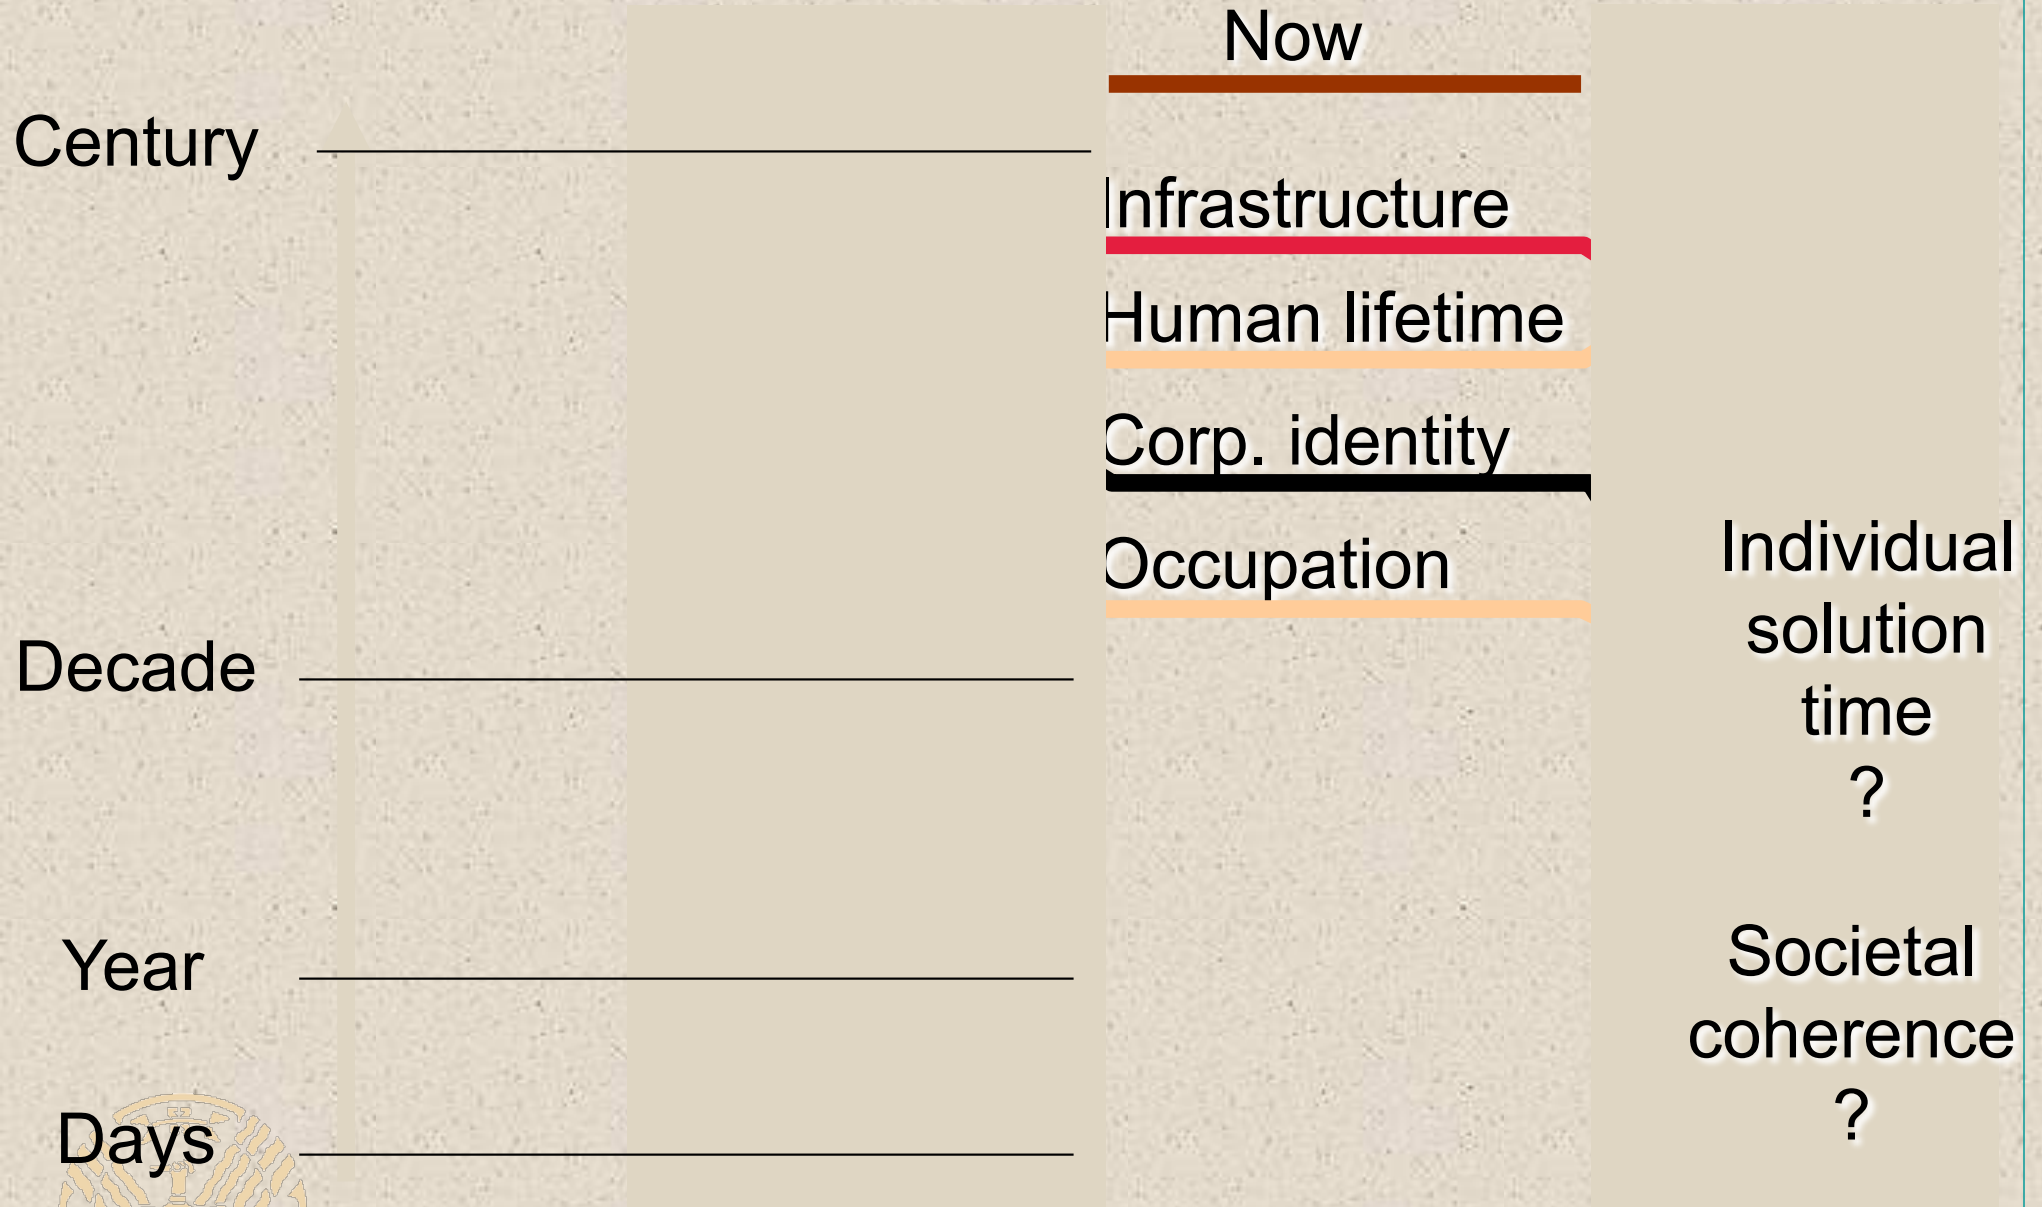 Now
Century
Infrastructure
Human lifetime
Corp. identity
Occupation
Decade
Year
Days
Individual
solution
time
?
Societal
coherence
?